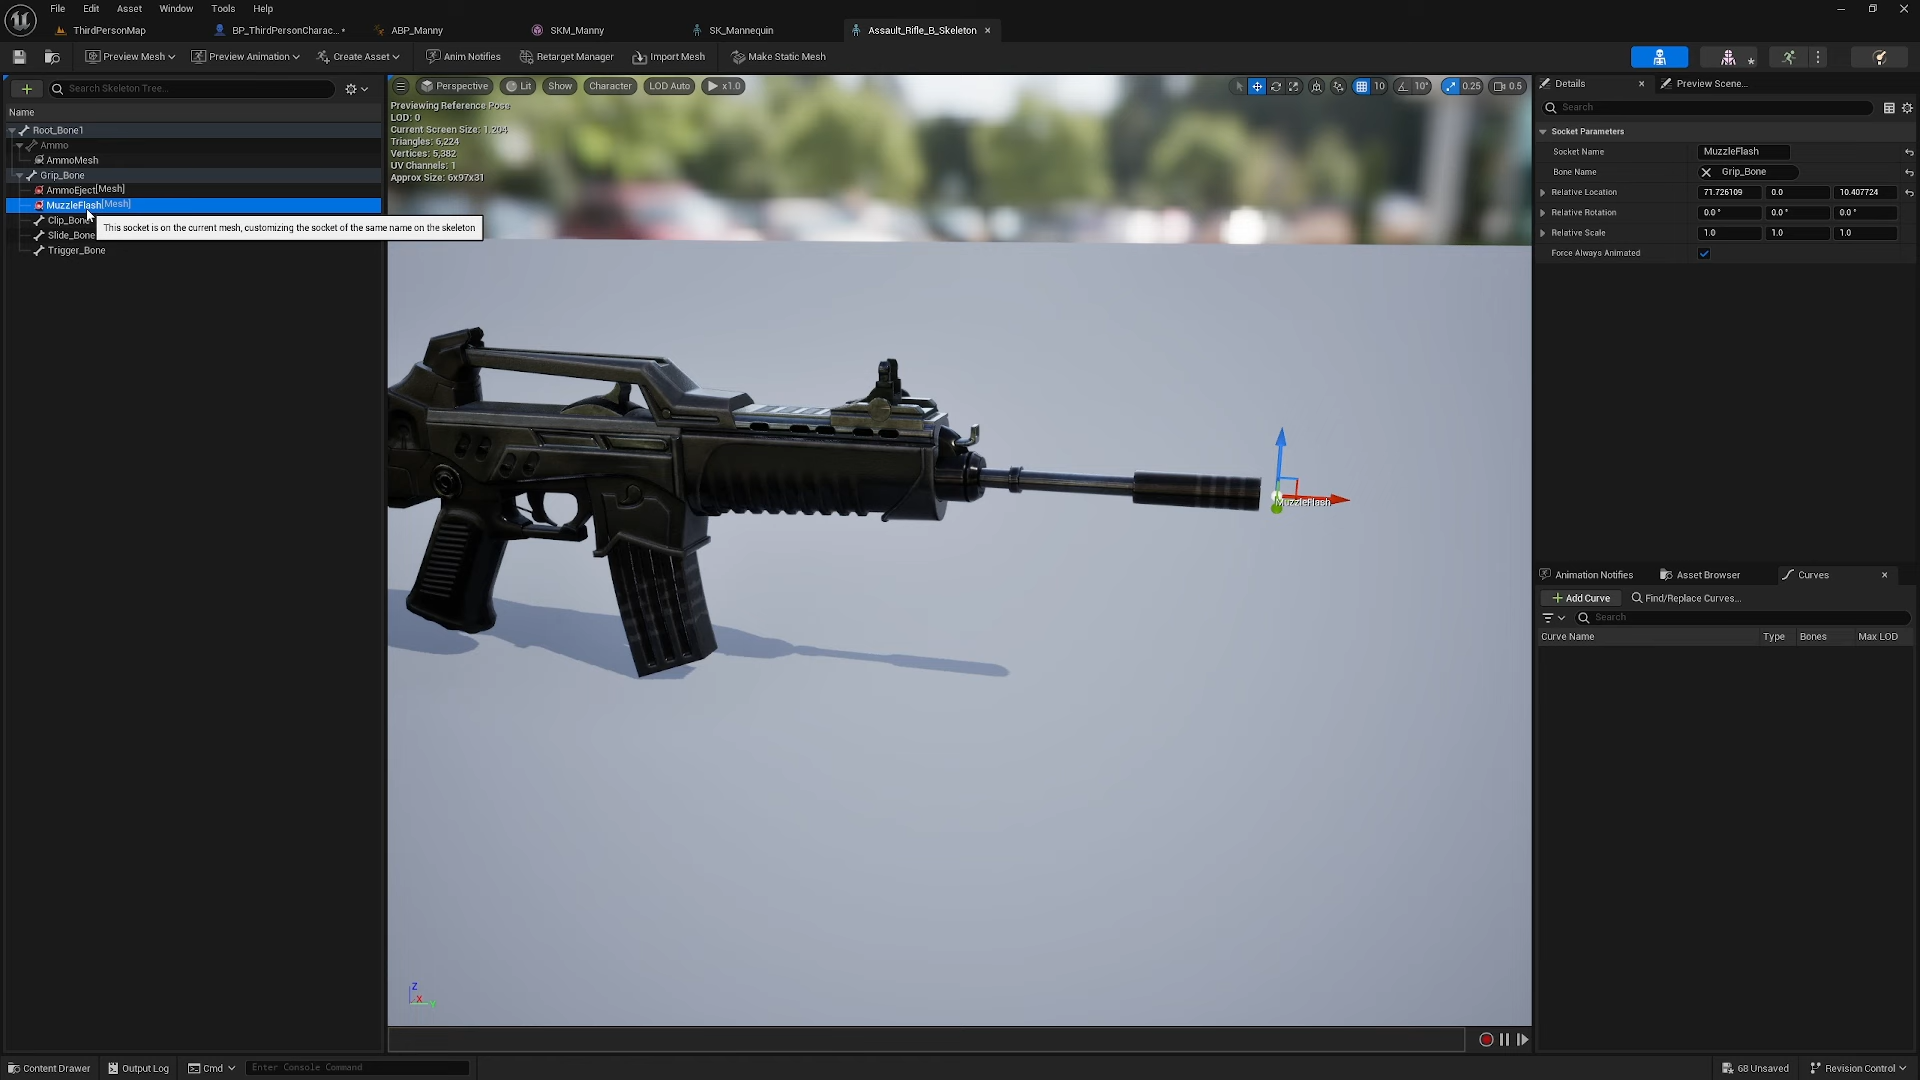 File Edit Asset Window Tools Help
ThirdPersonMap BP_ThirdPersonCharac...* ABP_Manny SKM_Manny SK_Mannequin Assault_Rifle_B_Skeleton
Preview Mesh Preview Animation Create Asset Anim Notifies Retarget Manager Import Mesh Make Static Mesh
Search Skeleton Tree...
Name
Root_Bone1
Ammo
AmmoMesh
Grip_Bone
AmmoEject [Mesh]
MuzzleFlash [Mesh]
Clip_Bone
Slide_Bone
Trigger_Bone
This socket is on the current mesh, customizing the socket of the same name on the skeleton
Perspective Lit Show Character LOD Auto x1.0 10 10° 0.25 0.5
Previewing Reference Pose
LOD: 0
Current Screen Size: 1.204
Triangles: 6,224
Vertices: 5,382
UV Channels: 1
Approx Size: 6x97x31
MuzzleFlash
Z
X
Y
Details Preview Scene...
Search
Socket Parameters
Socket Name MuzzleFlash
Bone Name Grip_Bone
Relative Location 71.726109 0.0 10.407724
Relative Rotation 0.0° 0.0° 0.0°
Relative Scale 1.0 1.0 1.0
Force Always Animated
Animation Notifies Asset Browser Curves
Add Curve Find/Replace Curves...
Search
Curve Name Type Bones Max LOD
Content Drawer Output Log Cmd Enter Console Command 68 Unsaved Revision Control